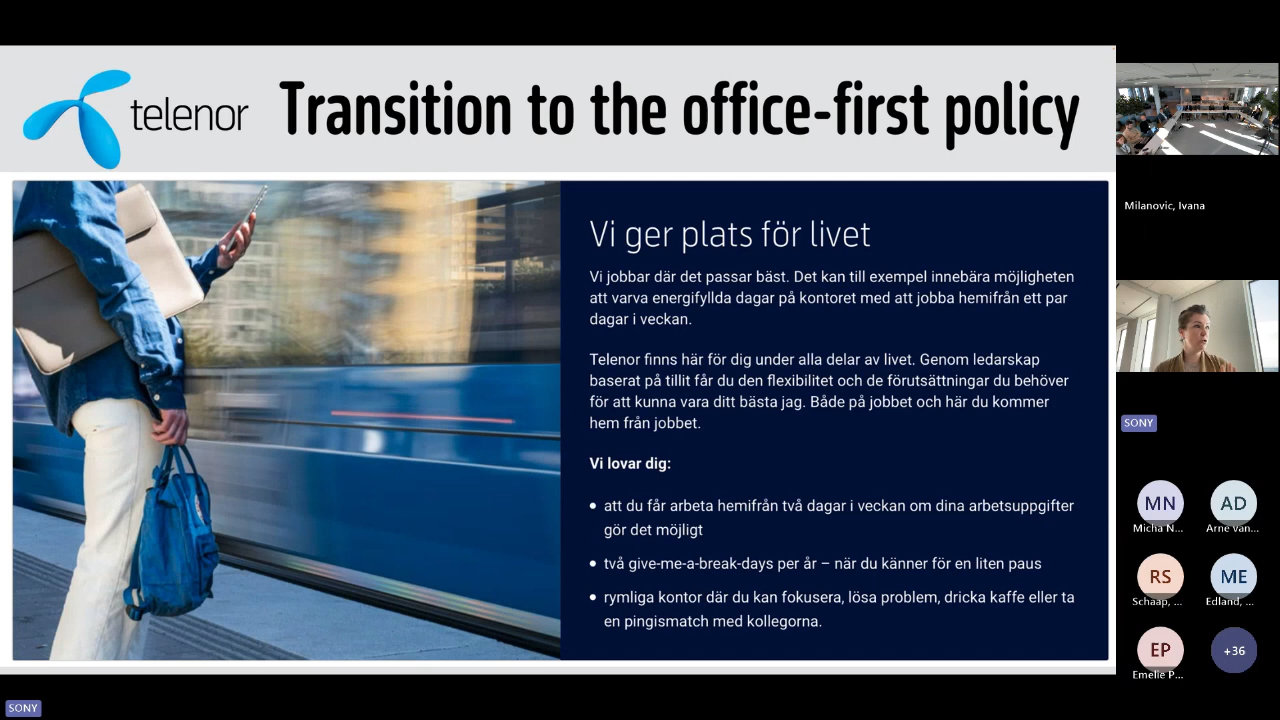 telenor
Transition to the office-first policy
Vi ger plats för livet
Vi jobbar där det passar bäst. Det kan till exempel innebära möjligheten
att varva energifyllda dagar på kontoret med att jobba hemifrån ett par
dagar i veckan.
Telenor finns här för dig under alla delar av livet. Genom ledarskap
baserat på tillit får du den flexibilitet och de förutsättningar du behöver
för att kunna vara ditt bästa jag. Både på jobbet och här du kommer
hem från jobbet.
Vi lovar dig:
att du får arbeta hemifrån två dagar i veckan om dina arbetsuppgifter
gör det möjligt
två give-me-a-break-days per år – när du känner för en liten paus
rymliga kontor där du kan fokusera, lösa problem, dricka kaffe eller ta
en pingismatch med kollegorna.
Milanovic, Ivana
SONY
MN
AD
Micha N...
Arne van...
RS
ME
Schaap, ...
Edland, ...
EP
+36
Emelie P...
SONY